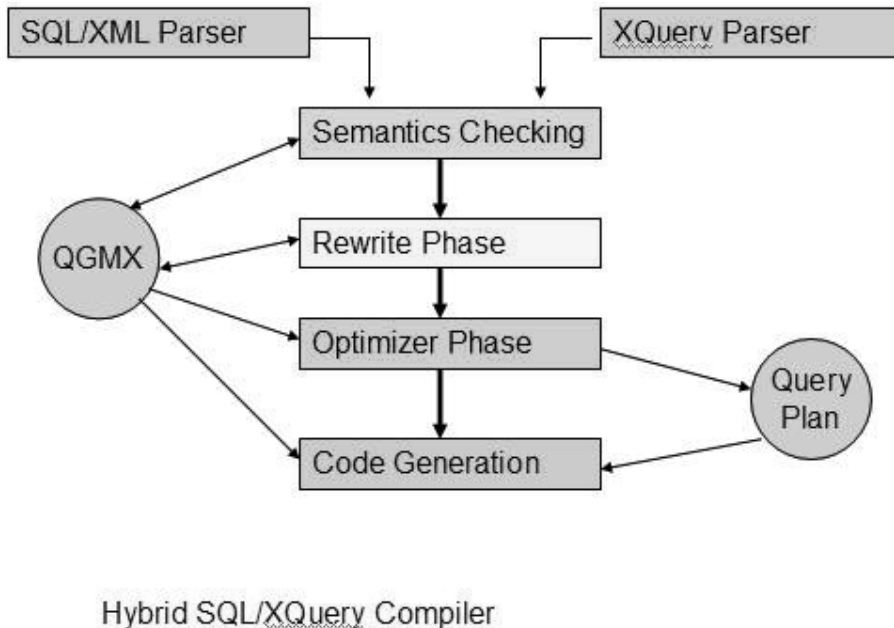 SQL/XML Parser
XQuery Parser
Semantics Checking
QGMX
Rewrite Phase
Optimizer Phase
Query
Plan
Code Generation
Hybrid SQL/XQuery Compiler